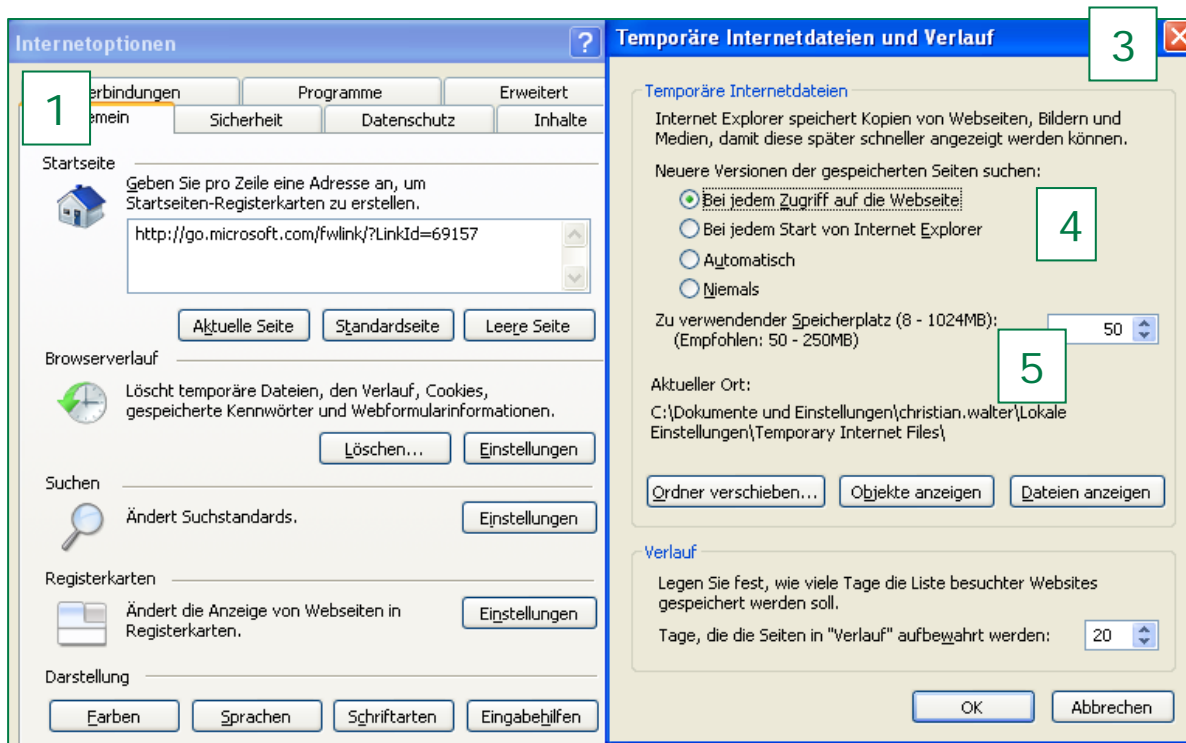 Internetoptionen
?
1
erbindungen
Programme
Erweitert
emein
Sicherheit
Datenschutz
Inhalte
Startseite
Geben Sie pro Zeile eine Adresse an, um
Startseiten-Registerkarten zu erstellen.
http://go.microsoft.com/fwlink/?LinkId=69157
Aktuelle Seite
Standardseite
Leere Seite
Browserverlauf
Löscht temporäre Dateien, den Verlauf, Cookies,
gespeicherte Kennwörter und Webformularinformationen.
Löschen...
Einstellungen
Suchen
Ändert Suchstandards.
Einstellungen
Registerkarten
Ändert die Anzeige von Webseiten in
Registerkarten.
Einstellungen
Darstellung
Farben
Sprachen
Schriftarten
Eingabehilfen
Temporäre Internetdateien und Verlauf
3
Temporäre Internetdateien
Internet Explorer speichert Kopien von Webseiten, Bildern und
Medien, damit diese später schneller angezeigt werden können.
Neuere Versionen der gespeicherten Seiten suchen:
Bei jedem Zugriff auf die Webseite
Bei jedem Start von Internet Explorer
4
Automatisch
Niemals
Zu verwendender Speicherplatz (8 - 1024MB):
50
(Empfohlen: 50 - 250MB)
5
Aktueller Ort:
C:\Dokumente und Einstellungen\christian.walter\Lokale
Einstellungen\Temporary Internet Files\
Ordner verschieben...
Objekte anzeigen
Dateien anzeigen
Verlauf
Legen Sie fest, wie viele Tage die Liste besuchter Websites
gespeichert werden soll.
Tage, die die Seiten in "Verlauf" aufbewahrt werden:
20
OK
Abbrechen